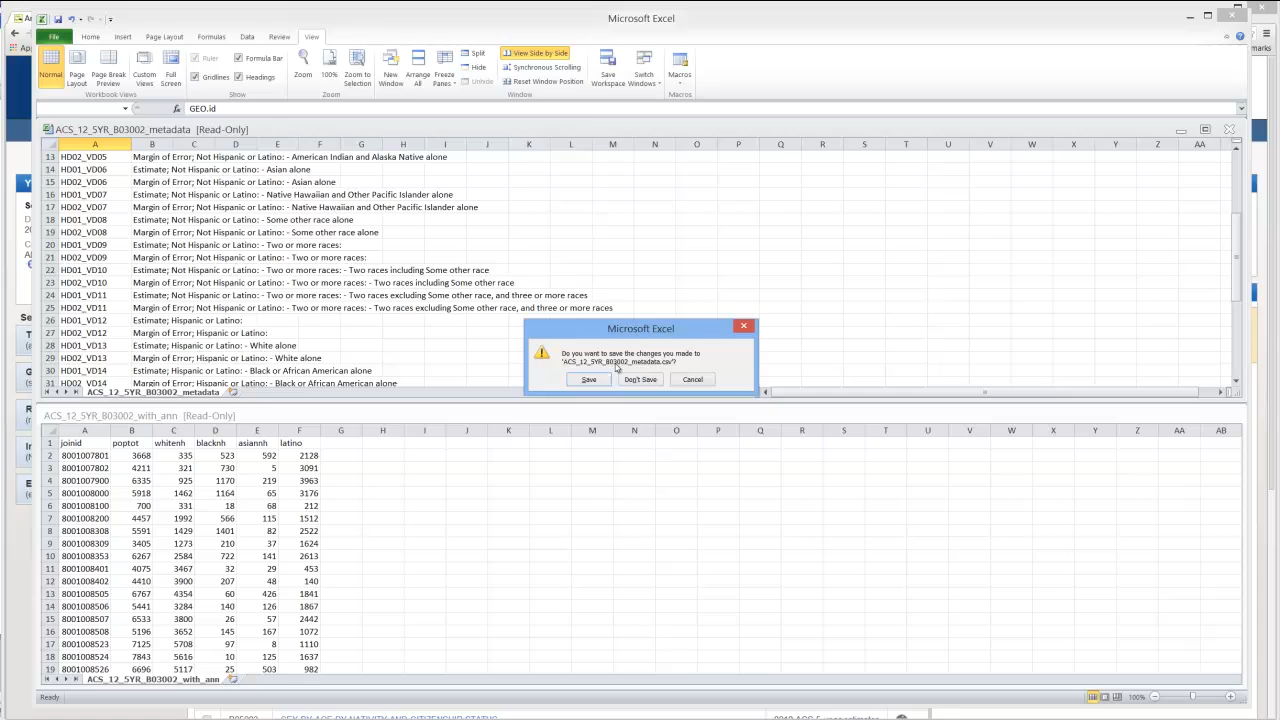 Microsoft Excel
File Home Insert Page Layout Formulas Data Review View
Normal Page Layout Page Break Preview Custom Views Full Screen
Workbook Views
Ruler Formula Bar
Gridlines Headings
Show
Zoom 100% Zoom to Selection
Zoom
New Window Arrange All Freeze Panes
Split
Hide
Unhide
View Side by Side
Synchronous Scrolling
Reset Window Position
Window
Save Workspace Switch Windows
Macros
Macros
fx GEO.id
ACS_12_5YR_B03002_metadata [Read-Only]
A B C D E F G H I J K L M N O P Q R S T U V W X Y Z AA
13 HD02_VD05 Margin of Error; Not Hispanic or Latino: - American Indian and Alaska Native alone
14 HD01_VD06 Estimate; Not Hispanic or Latino: - Asian alone
15 HD02_VD06 Margin of Error; Not Hispanic or Latino: - Asian alone
16 HD01_VD07 Estimate; Not Hispanic or Latino: - Native Hawaiian and Other Pacific Islander alone
17 HD02_VD07 Margin of Error; Not Hispanic or Latino: - Native Hawaiian and Other Pacific Islander alone
18 HD01_VD08 Estimate; Not Hispanic or Latino: - Some other race alone
19 HD02_VD08 Margin of Error; Not Hispanic or Latino: - Some other race alone
20 HD01_VD09 Estimate; Not Hispanic or Latino: - Two or more races:
21 HD02_VD09 Margin of Error; Not Hispanic or Latino: - Two or more races:
22 HD01_VD10 Estimate; Not Hispanic or Latino: - Two or more races: - Two races including Some other race
23 HD02_VD10 Margin of Error; Not Hispanic or Latino: - Two or more races: - Two races including Some other race
24 HD01_VD11 Estimate; Not Hispanic or Latino: - Two or more races: - Two races excluding Some other race, and three or more races
25 HD02_VD11 Margin of Error; Not Hispanic or Latino: - Two or more races: - Two races excluding Some other race, and three or more races
26 HD01_VD12 Estimate; Hispanic or Latino:
27 HD02_VD12 Margin of Error; Hispanic or Latino:
28 HD01_VD13 Estimate; Hispanic or Latino: - White alone
29 HD02_VD13 Margin of Error; Hispanic or Latino: - White alone
30 HD01_VD14 Estimate; Hispanic or Latino: - Black or African American alone
31 HD02_VD14 Margin of Error; Hispanic or Latino: - Black or African American alone
ACS_12_5YR_B03002_metadata
Microsoft Excel
Do you want to save the changes you made to
'ACS_12_5YR_B03002_metadata.csv'?
Save Don't Save Cancel
ACS_12_5YR_B03002_with_ann [Read-Only]
A B C D E F G H I J K L M N O P Q R S T U V W X Y Z AA AB
1 joinid poptot whitenh blacknh asiannh latino
2 8001007801 3668 335 523 592 2128
3 8001007802 4211 321 730 5 3091
4 8001007900 6335 925 1170 219 3963
5 8001008000 5918 1462 1164 65 3176
6 8001008100 700 331 18 68 212
7 8001008200 4457 1992 566 115 1512
8 8001008308 5591 1429 1401 82 2522
9 8001008309 3405 1273 210 37 1624
10 8001008353 6267 2584 722 141 2613
11 8001008401 4075 3467 32 29 453
12 8001008402 4410 3900 207 48 140
13 8001008505 6767 4354 60 426 1841
14 8001008506 5441 3284 140 126 1867
15 8001008507 6533 3800 26 57 2442
16 8001008508 5196 3652 145 167 1072
17 8001008523 7125 5708 97 8 1110
18 8001008524 7843 5616 10 125 1637
19 8001008526 6696 5117 25 503 982
ACS_12_5YR_B03002_with_ann
Ready 100%